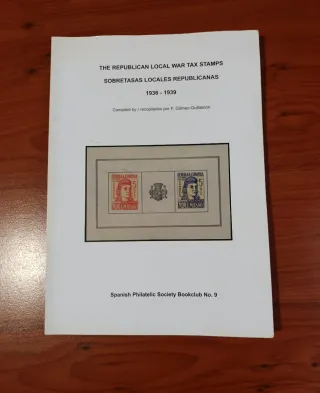 THE REPUBLICAN LOCAL WAR TAX STAMPS
SOBRETASAS LOCALES REPUBLICANAS
1936 - 1939
Compiled by / recopilados por F. Gómez-Guillamón
Spanish Philatelic Society Bookclub No. 9